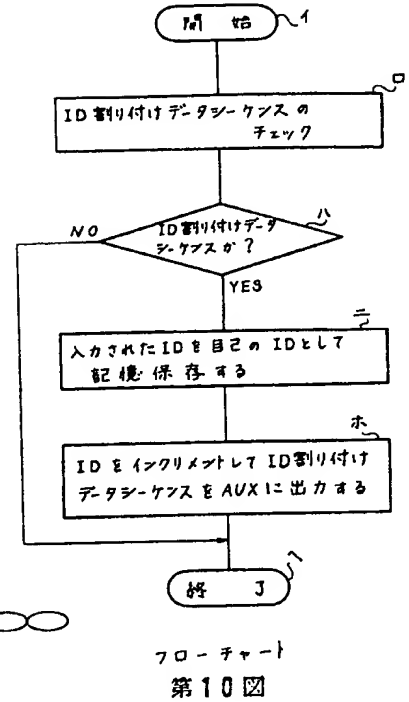 開 始
イ
ロ
ID割り付けデータシーケンスの
チェック
ハ
NO
ID割り付けデータ
シーケンスか?
YES
ニ
入力されたIDを自己のIDとして
記憶保存する
ホ
IDをインクリメントしてID割り付け
データシーケンスをAUXに出力する
終 了
ヘ
フローチャート
第10図